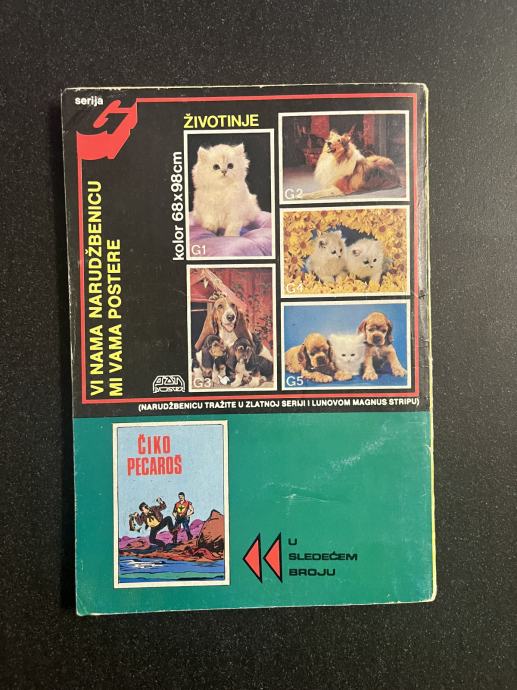 serija
G
ŽIVOTINJE
kolor 68x98cm
VI NAMA NARUDŽBENICU
MI VAMA POSTERE
G1
G2
G3
G4
G5
(NARUDŽBENICU TRAŽITE U ZLATNOJ SERIJI I LUNOVOM MAGNUS STRIPU)
ČIKO
PECAROŠ
U
SLEDEĆEM
BROJU